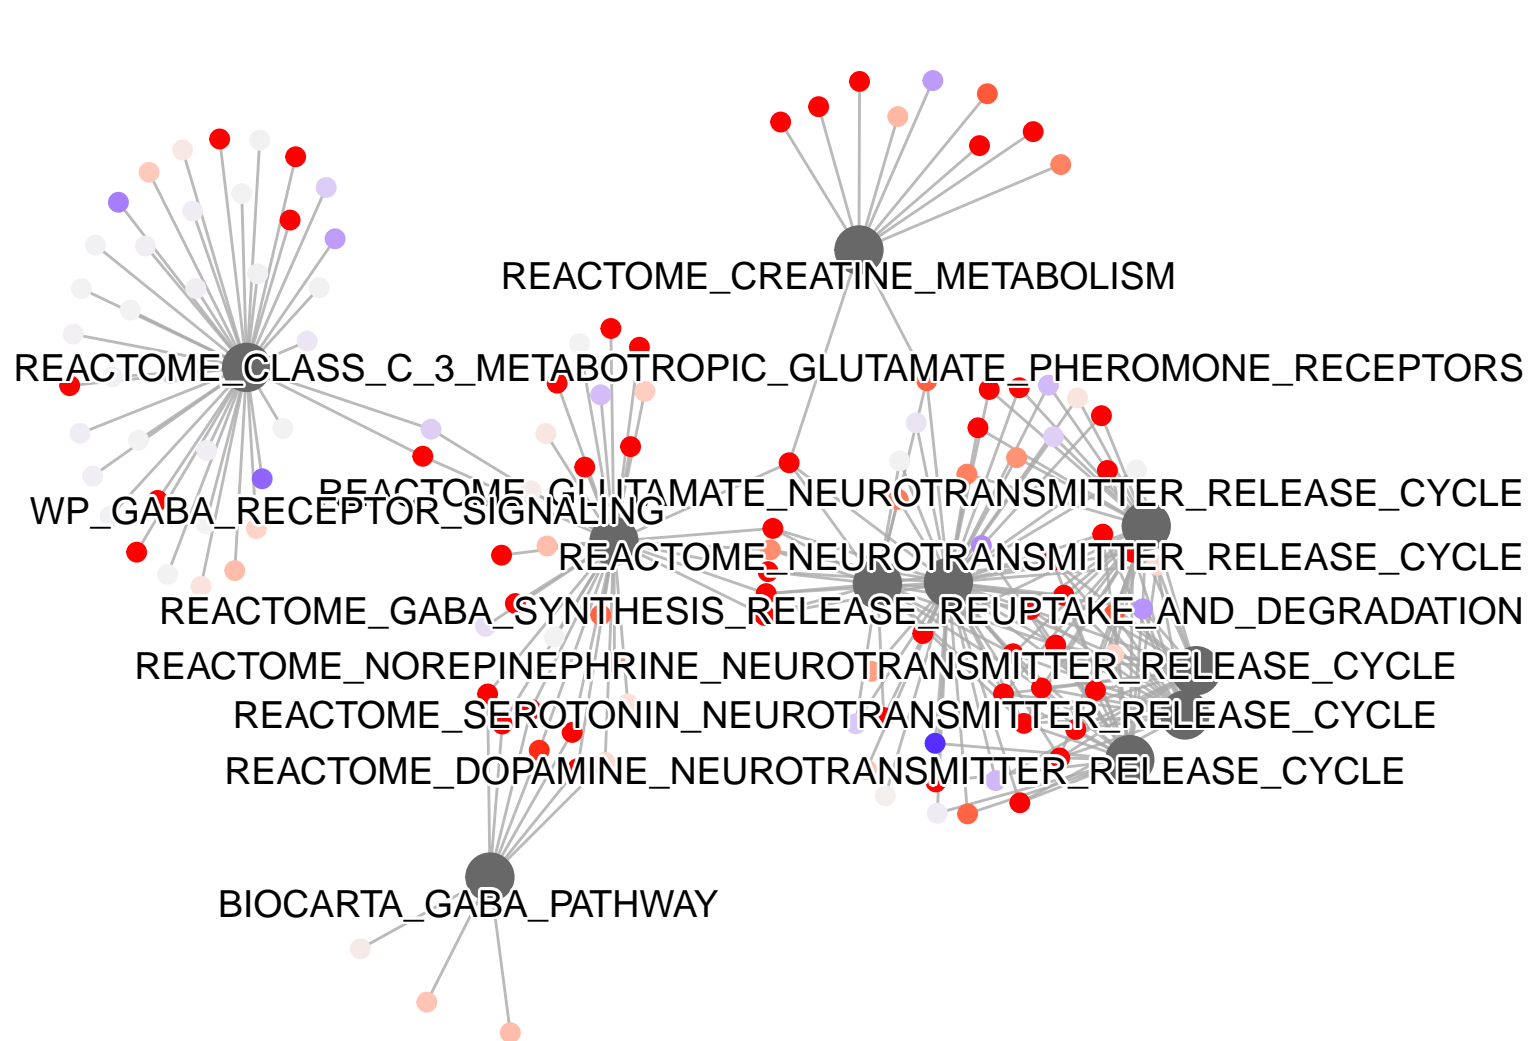 REACTOME_CREATINE_METABOLISM
REACTOME_CLASS_C_3_METABOTROPIC_GLUTAMATE_PHEROMONE_RECEPTORS
REACTOME_GLUTAMATE_NEUROTRANSMITTER_RELEASE_CYCLE
WP_GABA_RECEPTOR_SIGNALING
REACTOME_NEUROTRANSMITTER_RELEASE_CYCLE
REACTOME_GABA_SYNTHESIS_RELEASE_REUPTAKE_AND_DEGRADATION
REACTOME_NOREPINEPHRINE_NEUROTRANSMITTER_RELEASE_CYCLE
REACTOME_SEROTONIN_NEUROTRANSMITTER_RELEASE_CYCLE
REACTOME_DOPAMINE_NEUROTRANSMITTER_RELEASE_CYCLE
BIOCARTA_GABA_PATHWAY